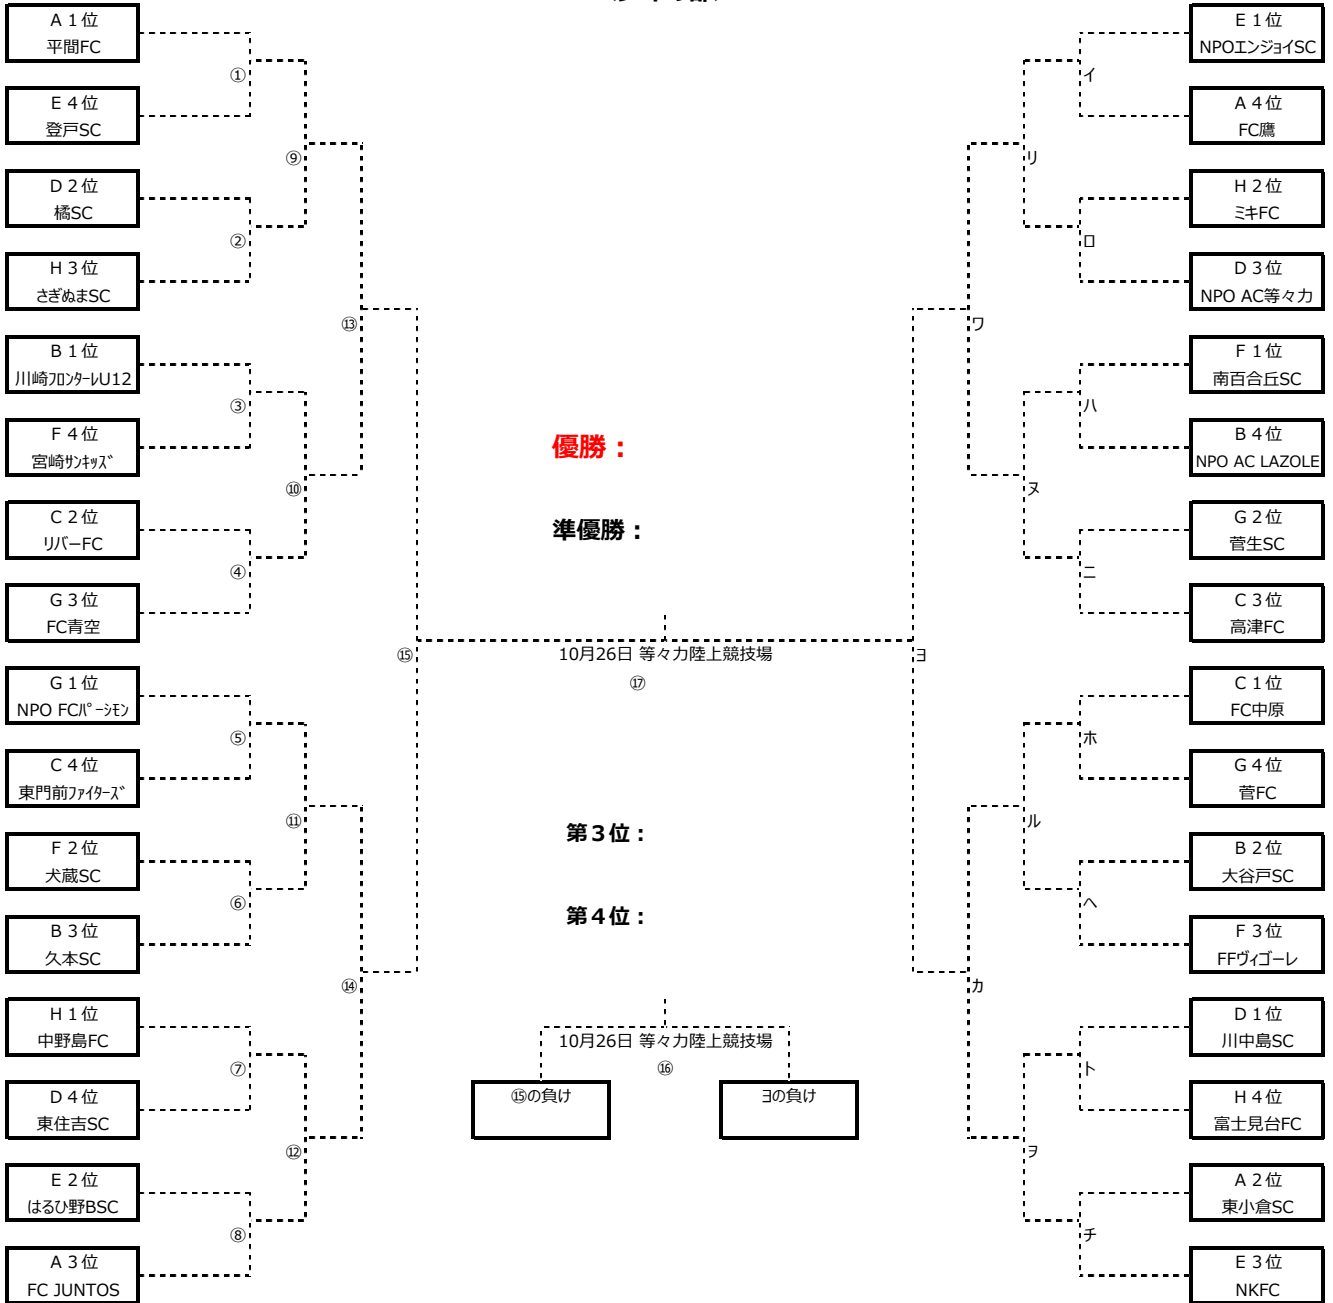 A１位
平間FC
①
E４位
登戸SC
⑨
D２位
橘SC
②
H３位
さぎぬまSC
⑬
B１位
川崎ﾌﾛﾝﾀｰﾚU12
③
F４位
宮崎ｻﾝｷｯｽﾞ
⑩
C２位
リバーFC
④
G３位
FC青空
⑮
G１位
NPO FCﾊﾟｰｼﾓﾝ
⑤
C４位
東門前ﾌｧｲﾀｰｽﾞ
⑪
F２位
犬蔵SC
⑥
B３位
久本SC
⑭
H１位
中野島FC
⑦
D４位
東住吉SC
⑫
E２位
はるひ野BSC
⑧
A３位
FC JUNTOS
優勝：
準優勝：
10月26日 等々力陸上競技場
⑰
第３位：
第４位：
10月26日 等々力陸上競技場
⑯
⑮の負け
ヨの負け
E１位
NPOエンジョイSC
イ
A４位
FC鷹
リ
H２位
ミキFC
ロ
D３位
NPO AC等々力
ワ
F１位
南百合丘SC
ハ
B４位
NPO AC LAZOLE
ヌ
G２位
菅生SC
ニ
C３位
高津FC
ヨ
C１位
FC中原
ホ
G４位
菅FC
ル
B２位
大谷戸SC
ヘ
F３位
FFヴィゴーレ
カ
D１位
川中島SC
ト
H４位
富士見台FC
ヲ
A２位
東小倉SC
チ
E３位
NKFC